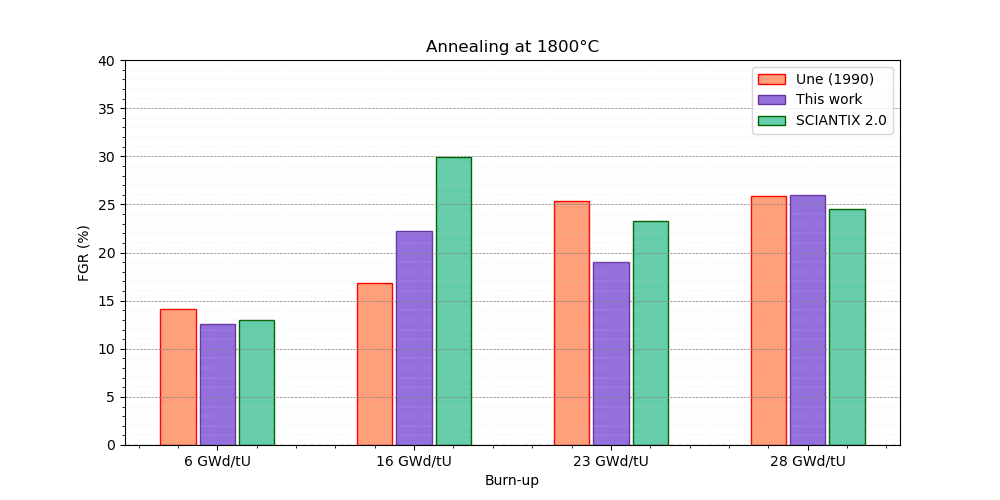 Annealing at 1800°C
Une (1990)
This work
SCIANTIX 2.0
FGR (%)
40
35
30
25
20
15
10
5
0
6 GWd/tU
16 GWd/tU
23 GWd/tU
28 GWd/tU
Burn-up